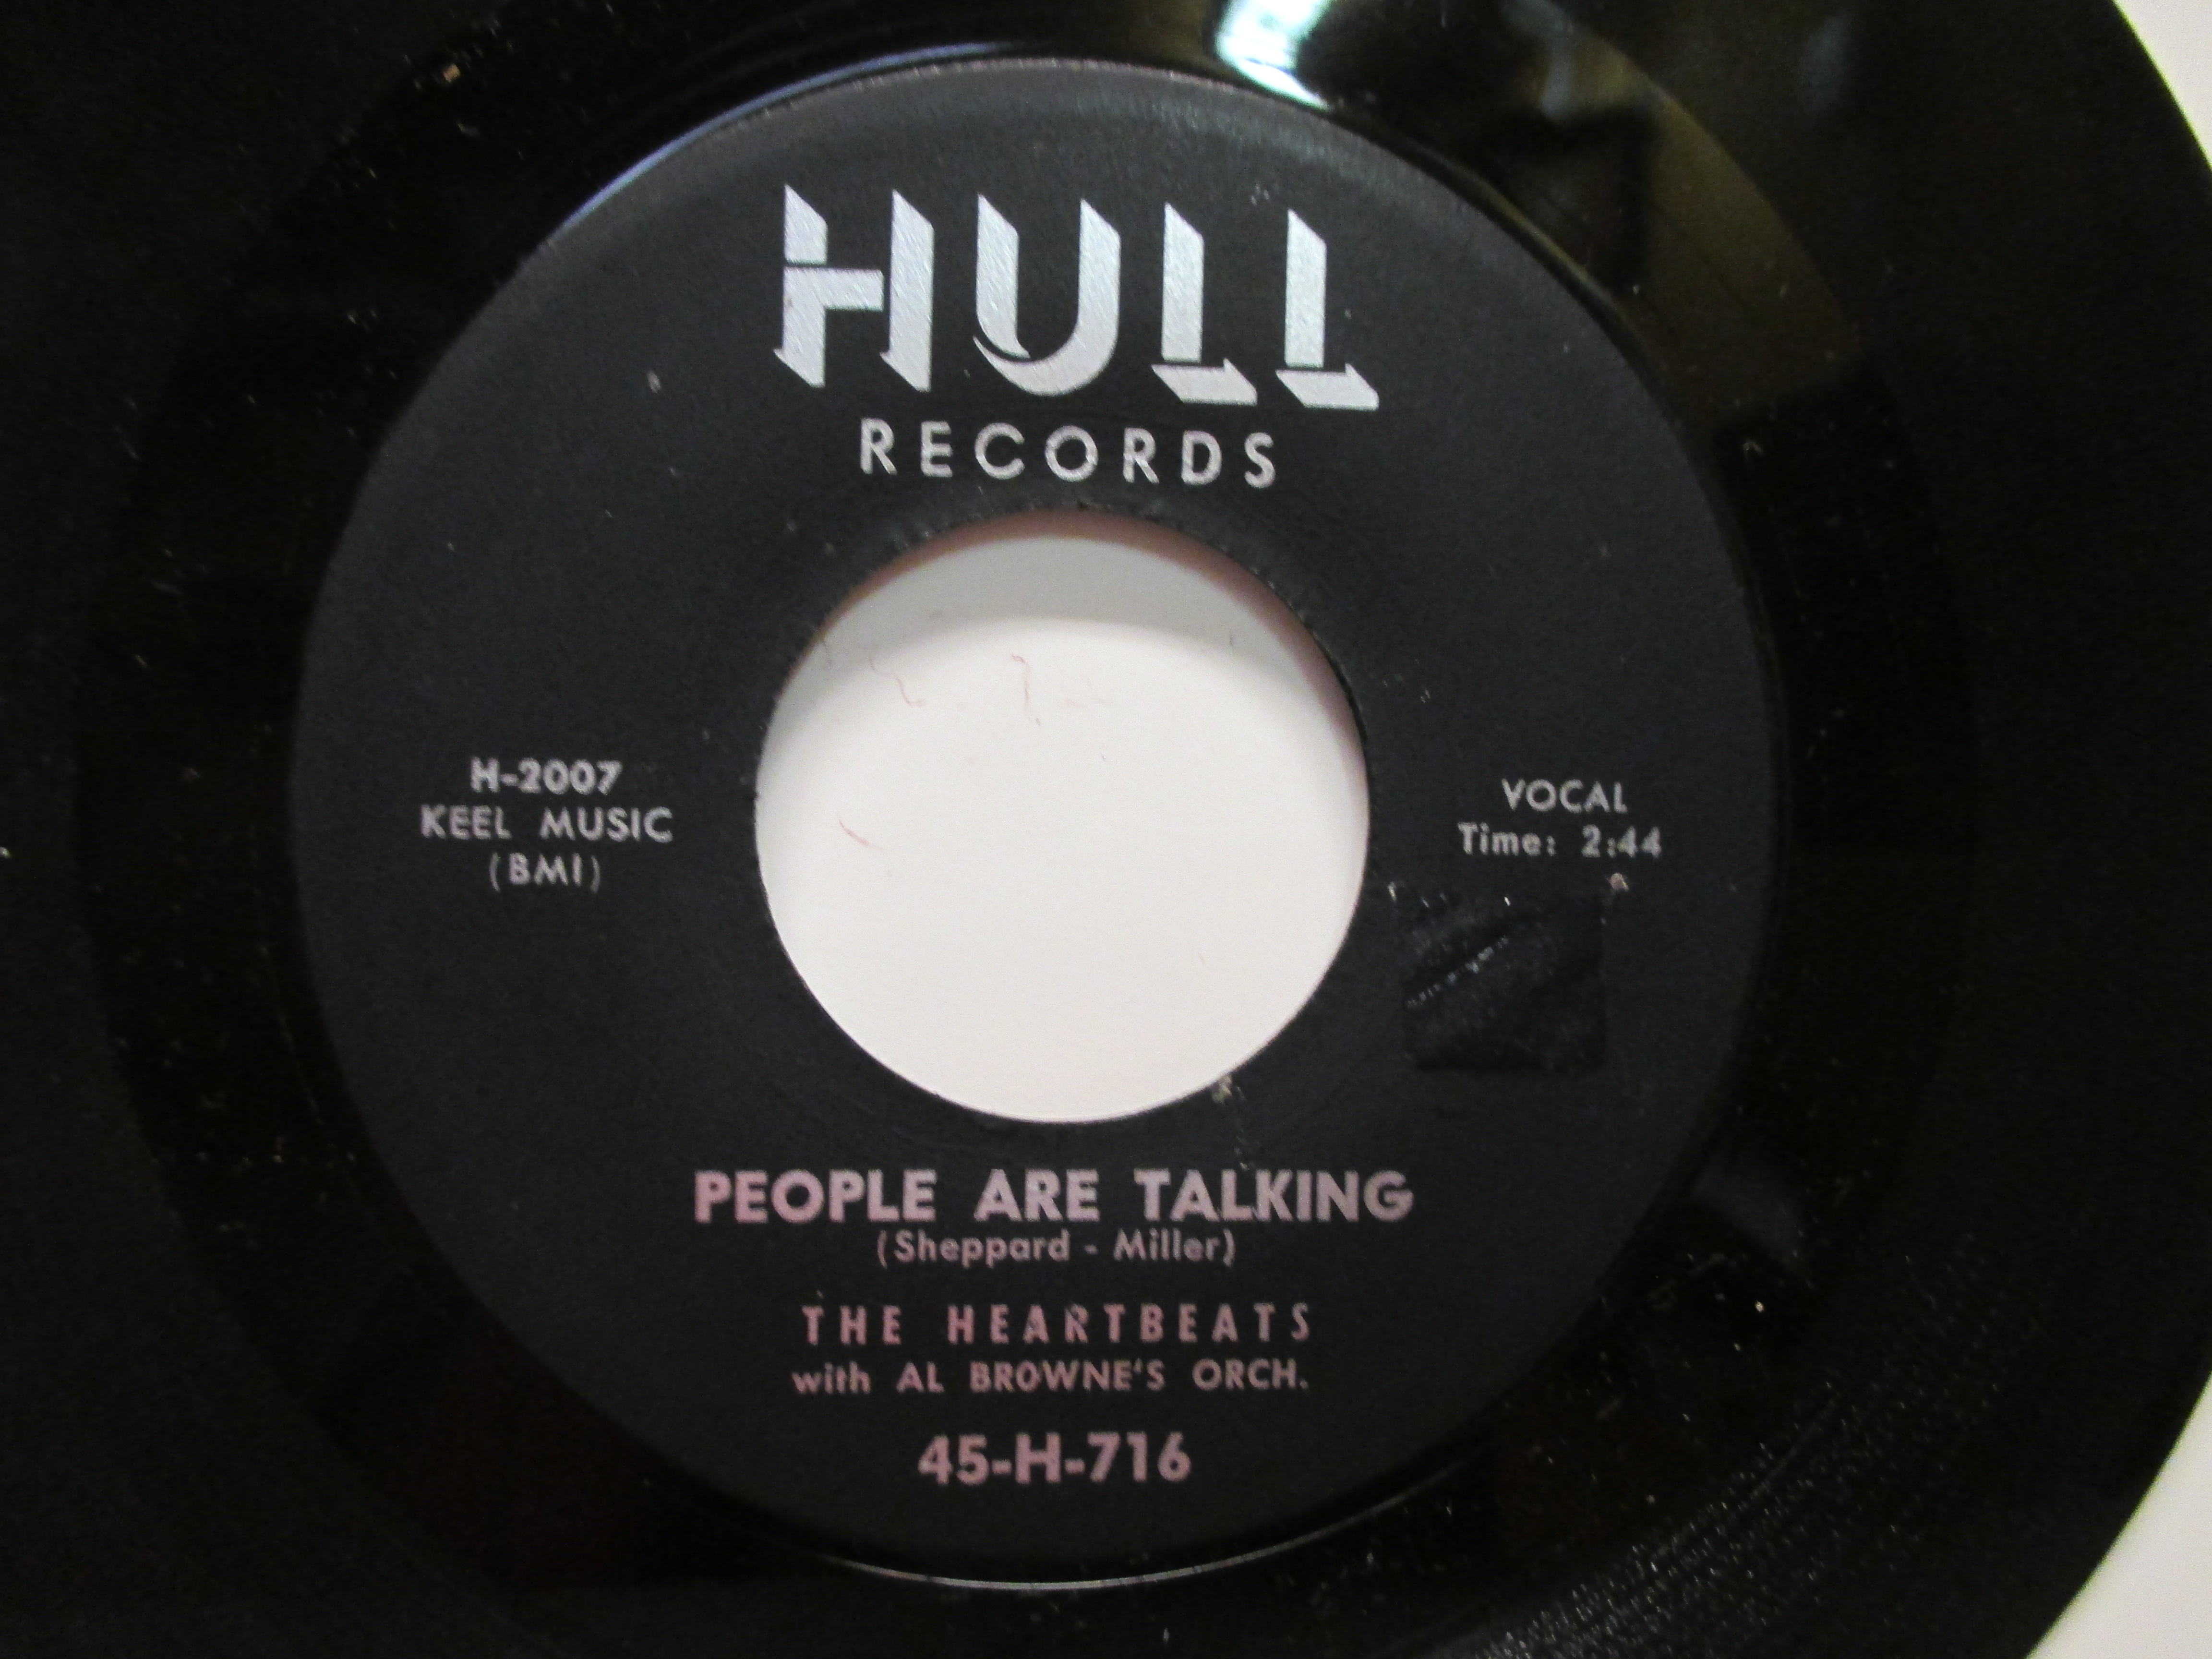 HULL
RECORDS
H-2007
KEEL MUSIC
(BMI)
VOCAL
Time: 2:44
PEOPLE ARE TALKING
(Sheppard - Miller)
THE HEARTBEATS
with AL BROWNE'S ORCH.
45-H-716